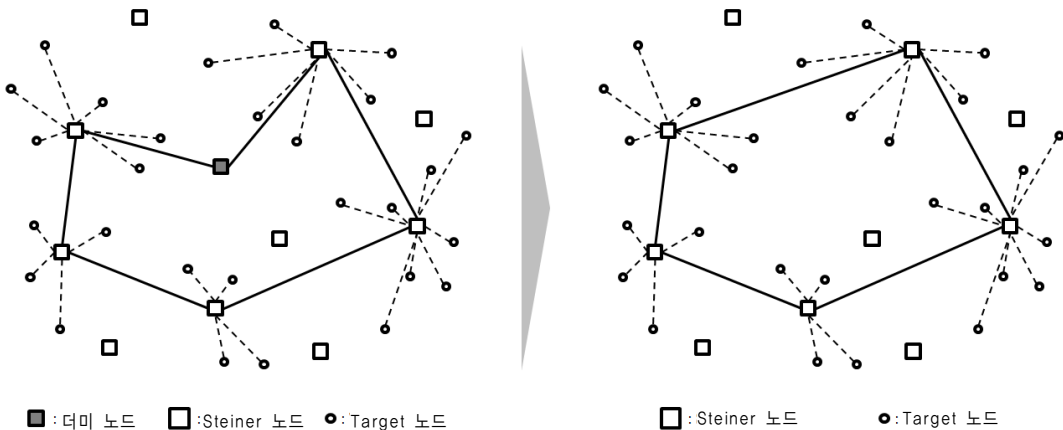 : 더미 노드 :Steiner 노드 :Target 노드
: Steiner 노드 :Target 노드